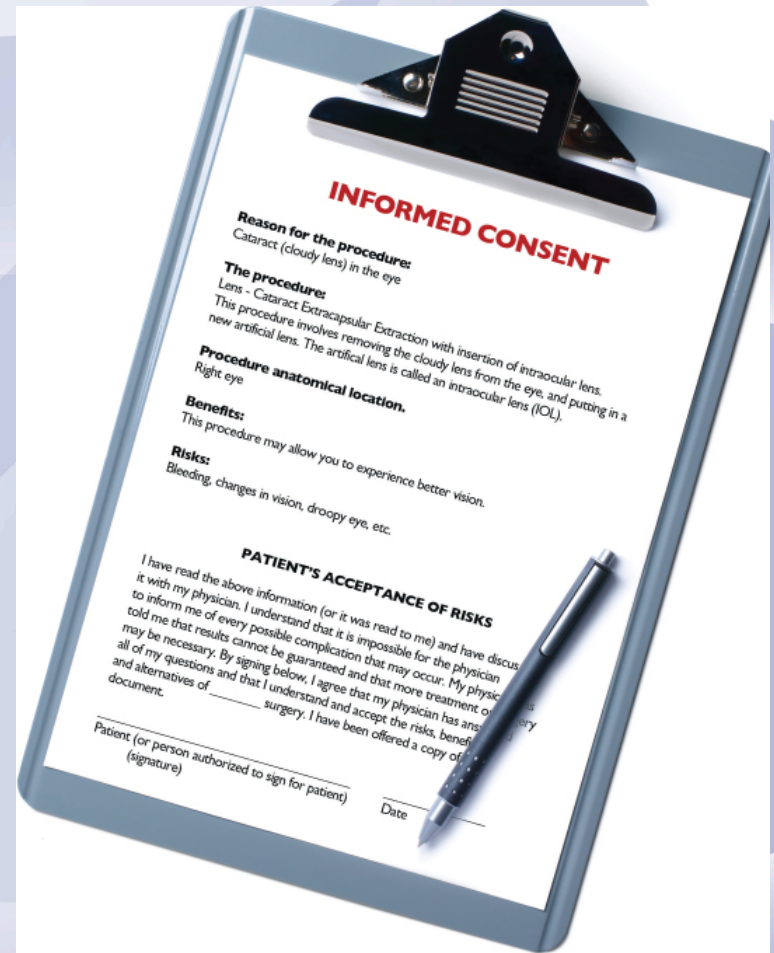 INFORMED CONSENT
Reason for the procedure:
Cataract (cloudy lens) in the eye
The procedure:
Lens - Cataract Extracapsular Extraction with insertion of intraocular lens.
This procedure involves removing the cloudy lens from the eye, and putting in a
new artificial lens. The artifical lens is called an intraocular lens (IOL).
Procedure anatomical location.
Right eye
Benefits:
This procedure may allow you to experience better vision.
Risks:
Bleeding, changes in vision, droopy eye, etc.
PATIENT'S ACCEPTANCE OF RISKS
I have read the above information (or it was read to me) and have discus
it with my physician. I understand that it is impossible for the physician
to inform me of every possible complication that may occur. My physic
told me that results cannot be guaranteed and that more treatment or
may be necessary. By signing below, I agree that my physician has ans
all of my questions and that I understand and accept the risks, benef
and alternatives of ________ surgery. I have been offered a copy of
document.
Patient (or person authorized to sign for patient)
(signature)
Date